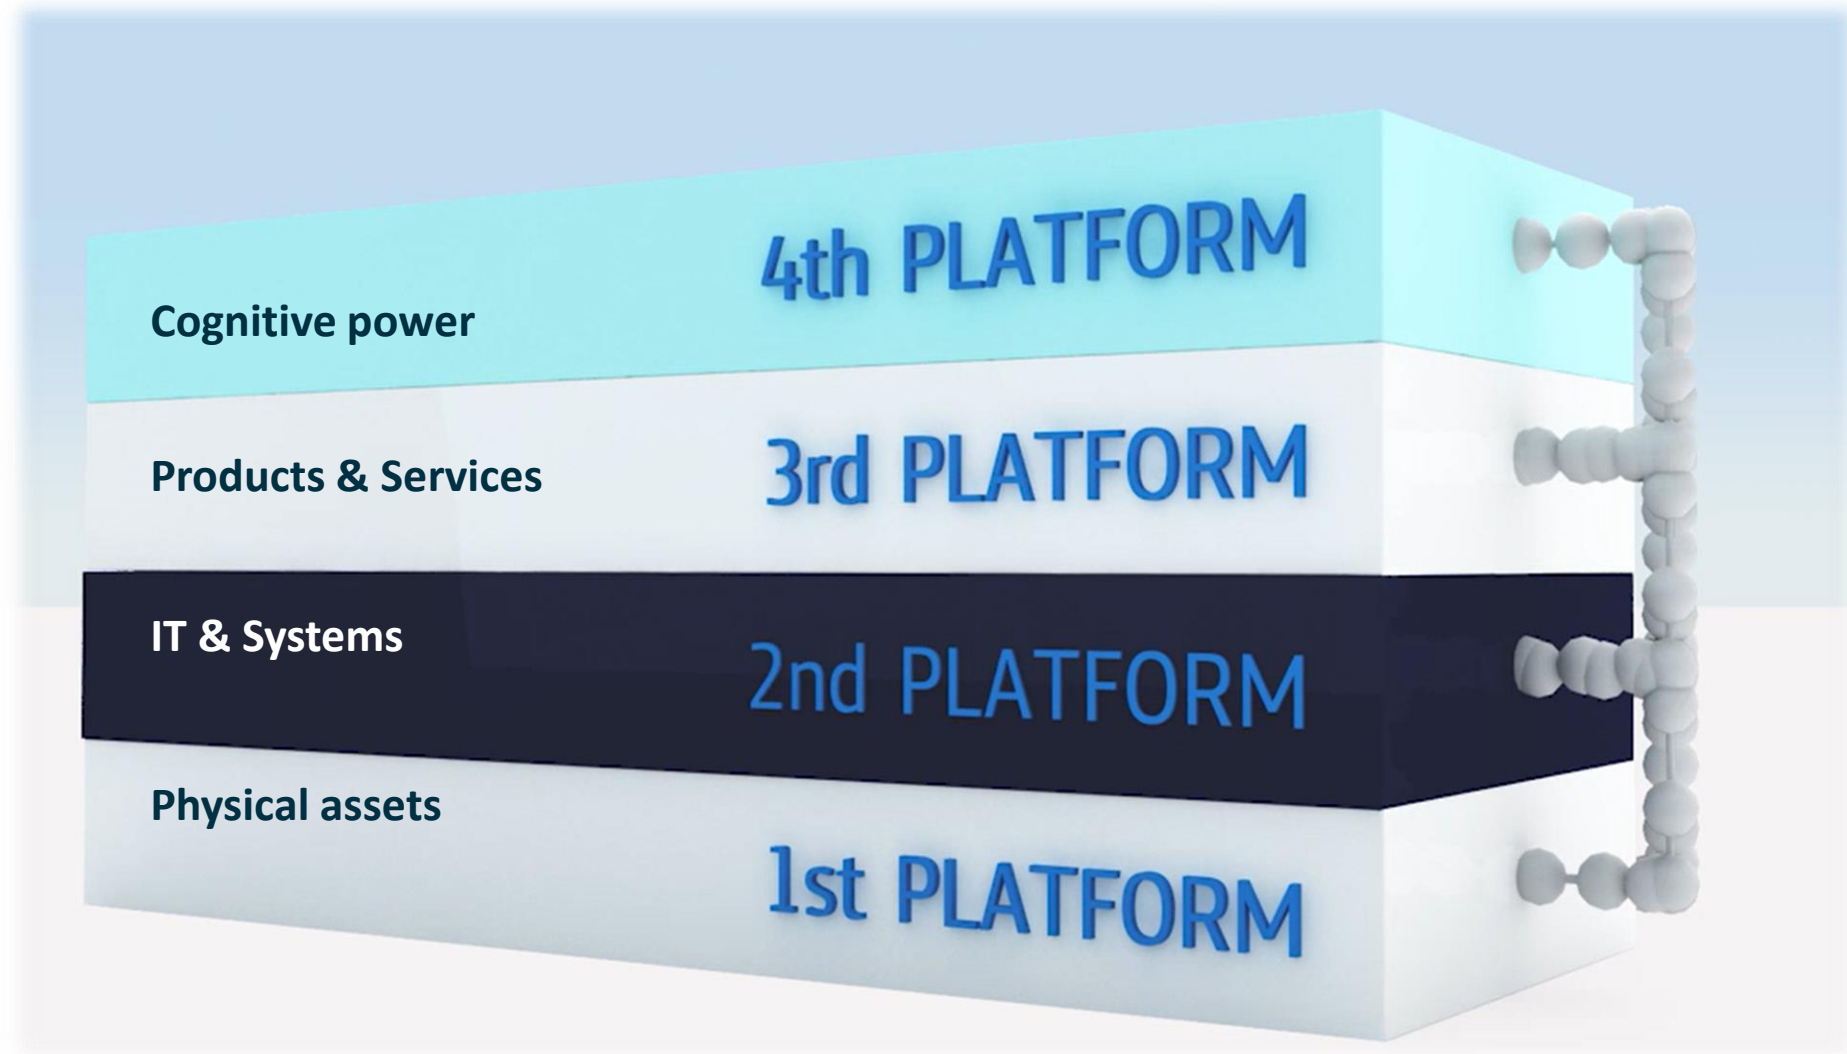 4th PLATFORM
Cognitive power
3rd PLATFORM
Products & Services
IT & Systems
2nd PLATFORM
Physical assets
1st PLATFORM